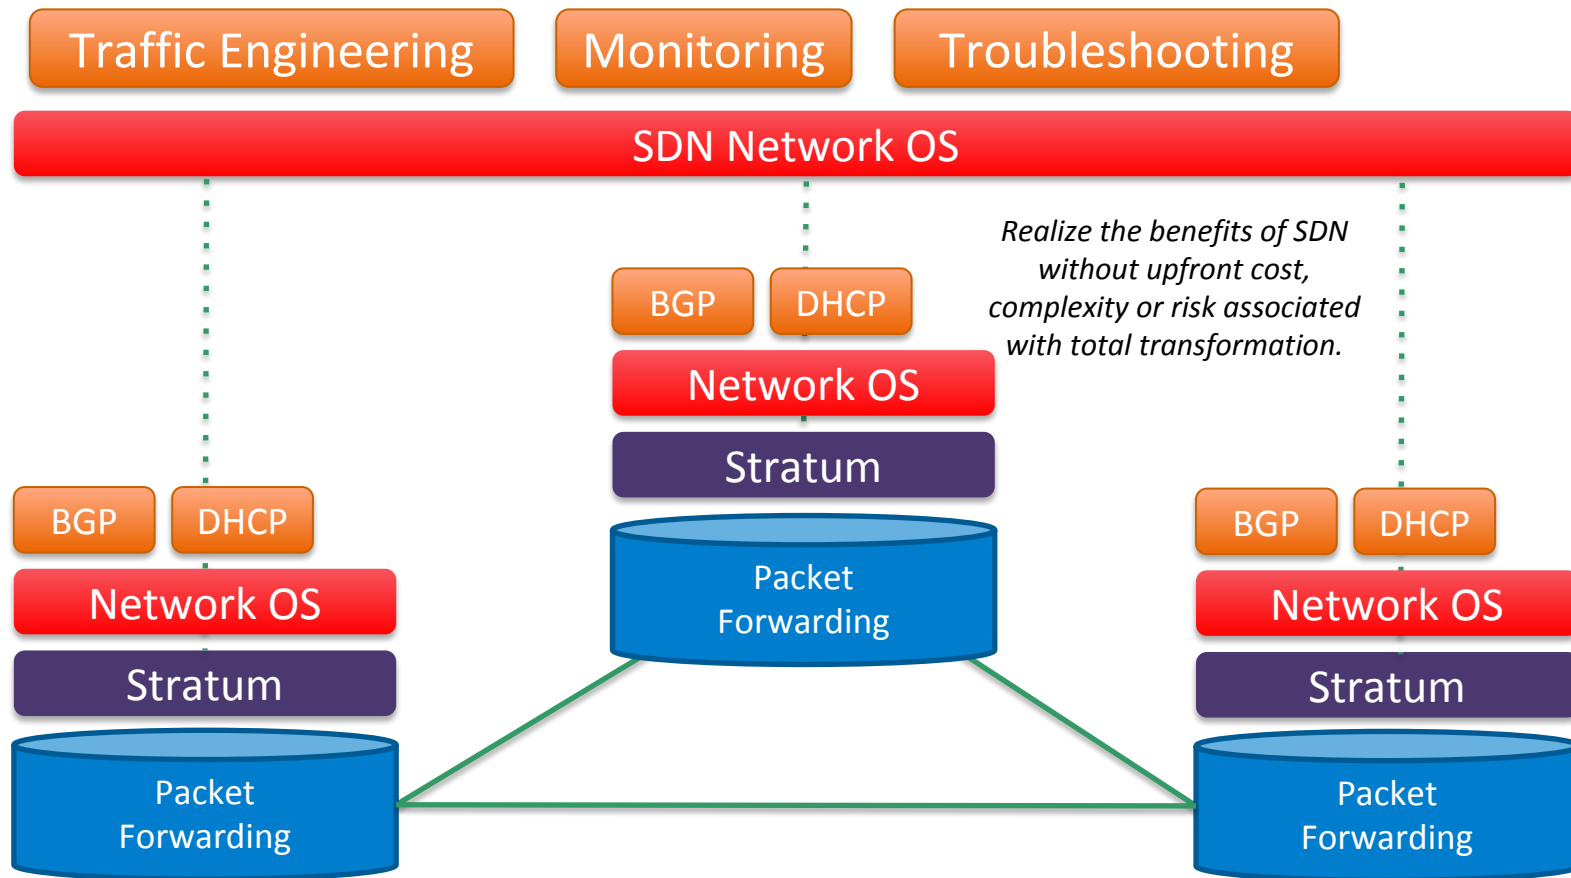 Traffic Engineering
Monitoring
Troubleshooting
SDN Network OS
Realize the benefits of SDN
without upfront cost,
complexity or risk associated
with total transformation.
BGP
DHCP
Network OS
Stratum
Packet
Forwarding
BGP
DHCP
Network OS
Stratum
Packet
Forwarding
BGP
DHCP
Network OS
Stratum
Packet
Forwarding